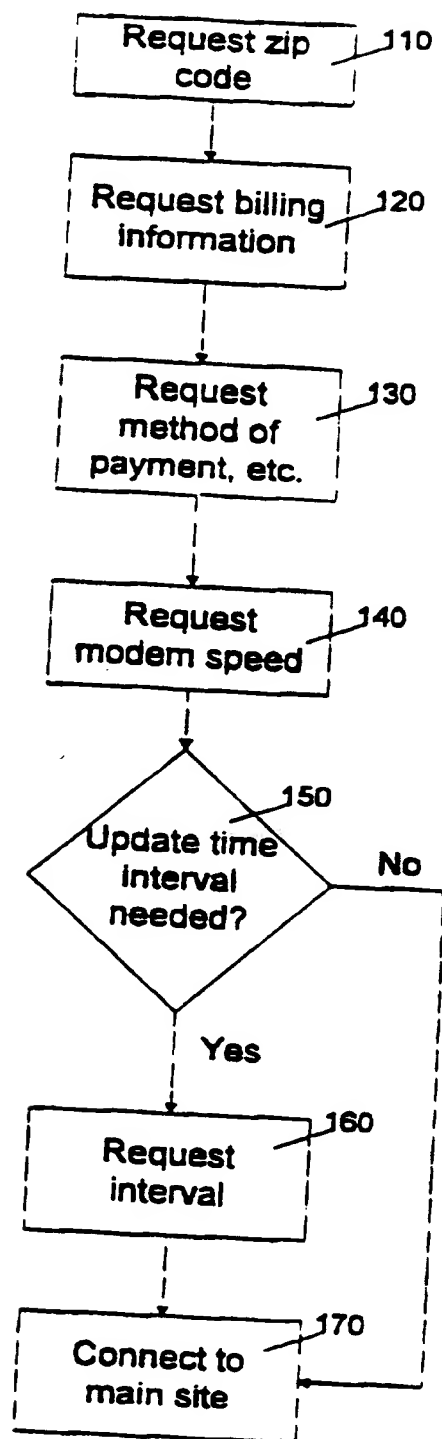 Request zip
code
110
Request billing
information
120
Request
method of
payment, etc.
130
Request
modem speed
140
Update time
interval
needed?
150
No
Yes
Request
interval
160
Connect to
main site
170